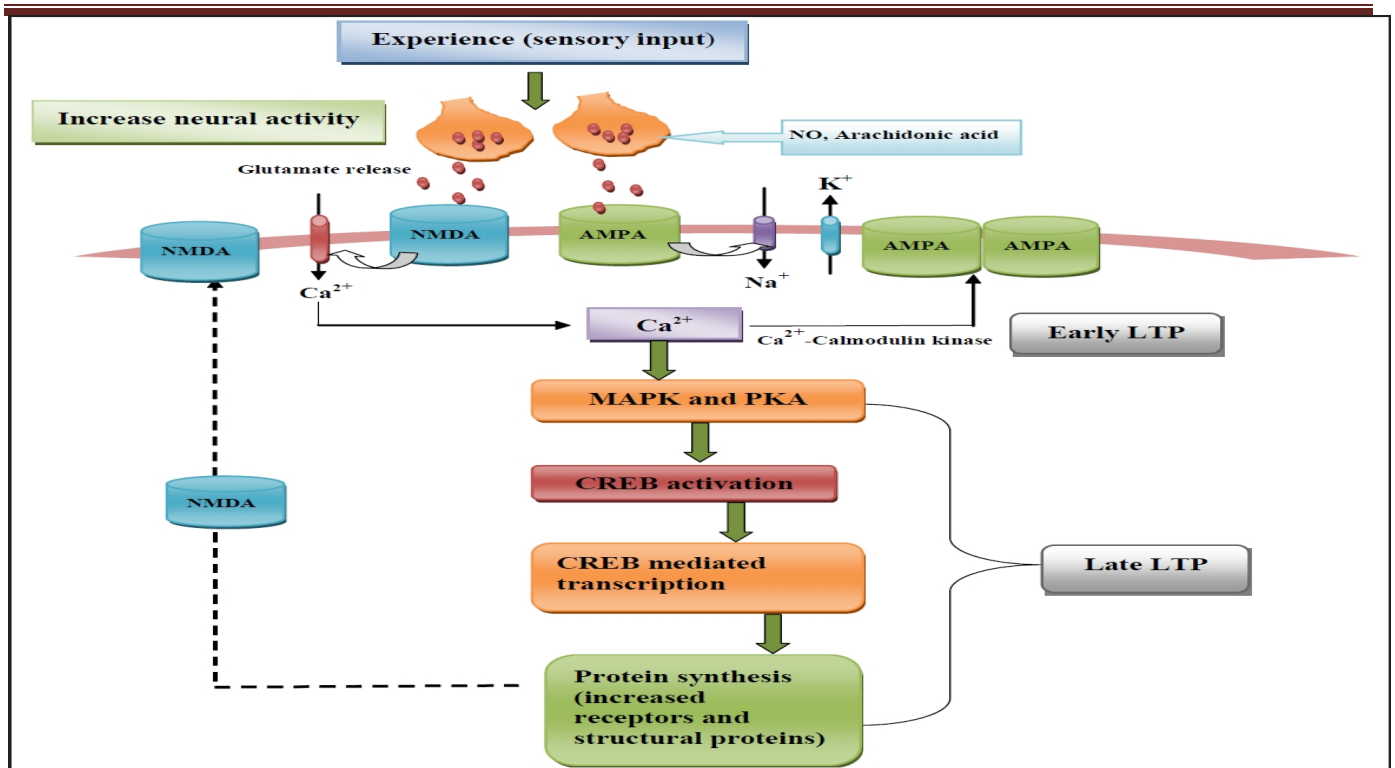 Experience (sensory input)
Increase neural activity
NO, Arachidonic acid
Glutamate release
K+
NMDA
NMDA
AMPA
AMPA
AMPA
Ca2+
Na+
Ca2+
Ca2+-Calmodulin kinase
Early LTP
MAPK and PKA
CREB activation
NMDA
CREB mediated
transcription
Late LTP
Protein synthesis
(increased
receptors and
structural proteins)